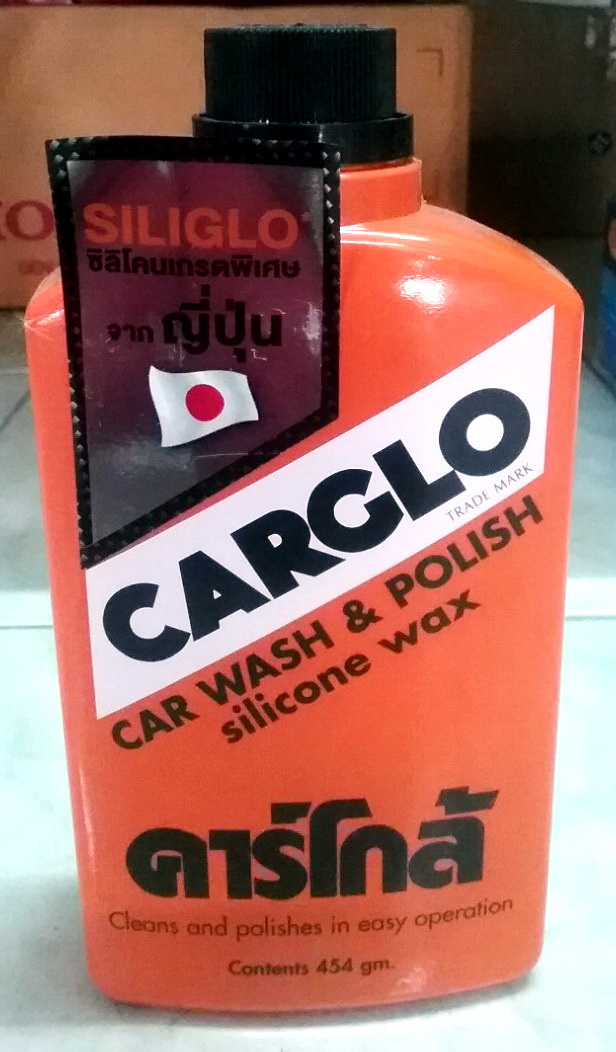 SILIGLO
ซิลิโคนเกรดพิเศษ
จาก ญี่ปุ่น
CARGLO
TRADE MARK
CAR WASH & POLISH
silicone wax
คาร์โกล้
Cleans and polishes in easy operation
Contents 454 gm.